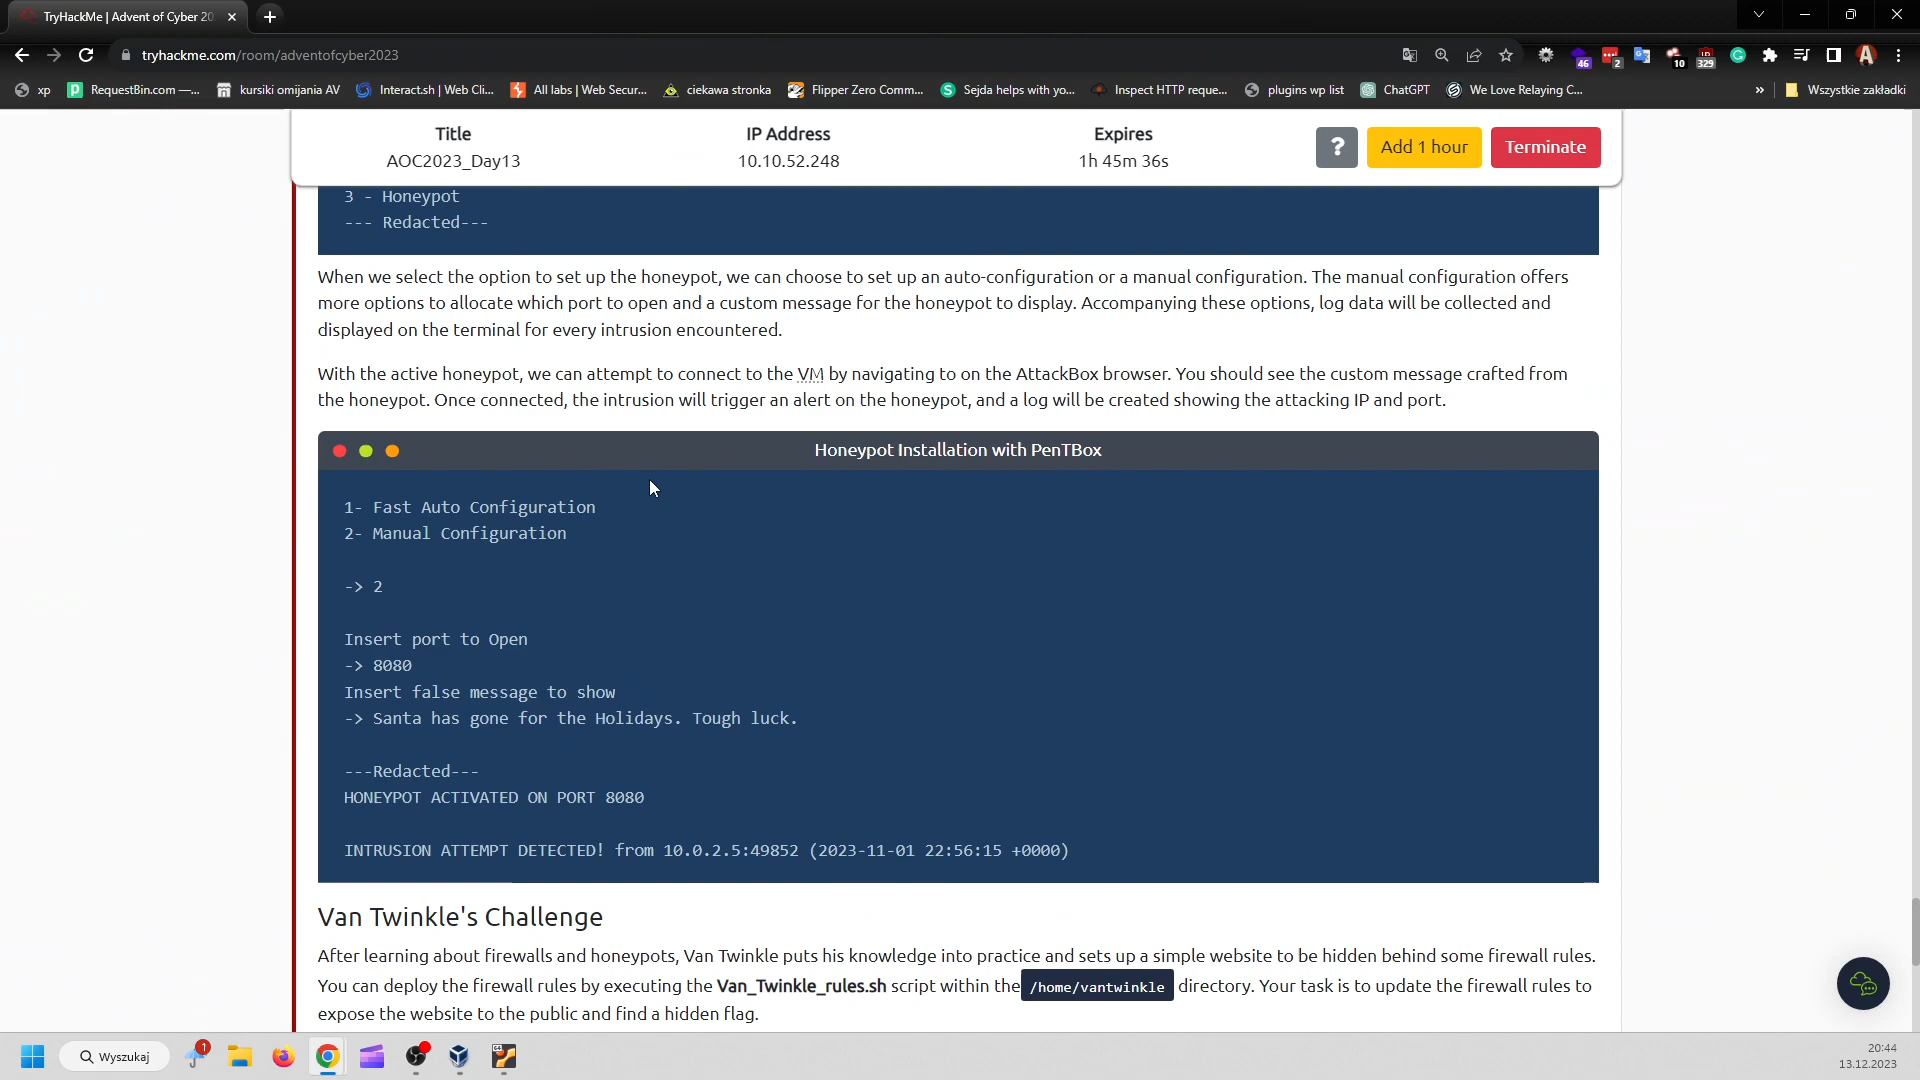 TryHackMe | Advent of Cyber 20
tryhackme.com/room/adventofcyber2023
46
2
10
329
xp
RequestBin.com —...
kursiki omijania AV
Interact.sh | Web Cli...
All labs | Web Secur...
ciekawa stronka
Flipper Zero Comm...
Sejda helps with yo...
Inspect HTTP reque...
plugins wp list
ChatGPT
We Love Relaying C...
»
Wszystkie zakładki
Title
IP Address
Expires
AOC2023_Day13
10.10.52.248
1h 45m 36s
?
Add 1 hour
Terminate
3 - Honeypot
--- Redacted---
When we select the option to set up the honeypot, we can choose to set up an auto-configuration or a manual configuration. The manual configuration offers
more options to allocate which port to open and a custom message for the honeypot to display. Accompanying these options, log data will be collected and
displayed on the terminal for every intrusion encountered.
With the active honeypot, we can attempt to connect to the VM by navigating to on the AttackBox browser. You should see the custom message crafted from
the honeypot. Once connected, the intrusion will trigger an alert on the honeypot, and a log will be created showing the attacking IP and port.
Honeypot Installation with PenTBox
1- Fast Auto Configuration
2- Manual Configuration
-> 2
Insert port to Open
-> 8080
Insert false message to show
-> Santa has gone for the Holidays. Tough luck.
---Redacted---
HONEYPOT ACTIVATED ON PORT 8080
INTRUSION ATTEMPT DETECTED! from 10.0.2.5:49852 (2023-11-01 22:56:15 +0000)
Van Twinkle's Challenge
After learning about firewalls and honeypots, Van Twinkle puts his knowledge into practice and sets up a simple website to be hidden behind some firewall rules.
You can deploy the firewall rules by executing the Van_Twinkle_rules.sh script within the /home/vantwinkle directory. Your task is to update the firewall rules to
expose the website to the public and find a hidden flag.
Wyszukaj
1
20:44
13.12.2023